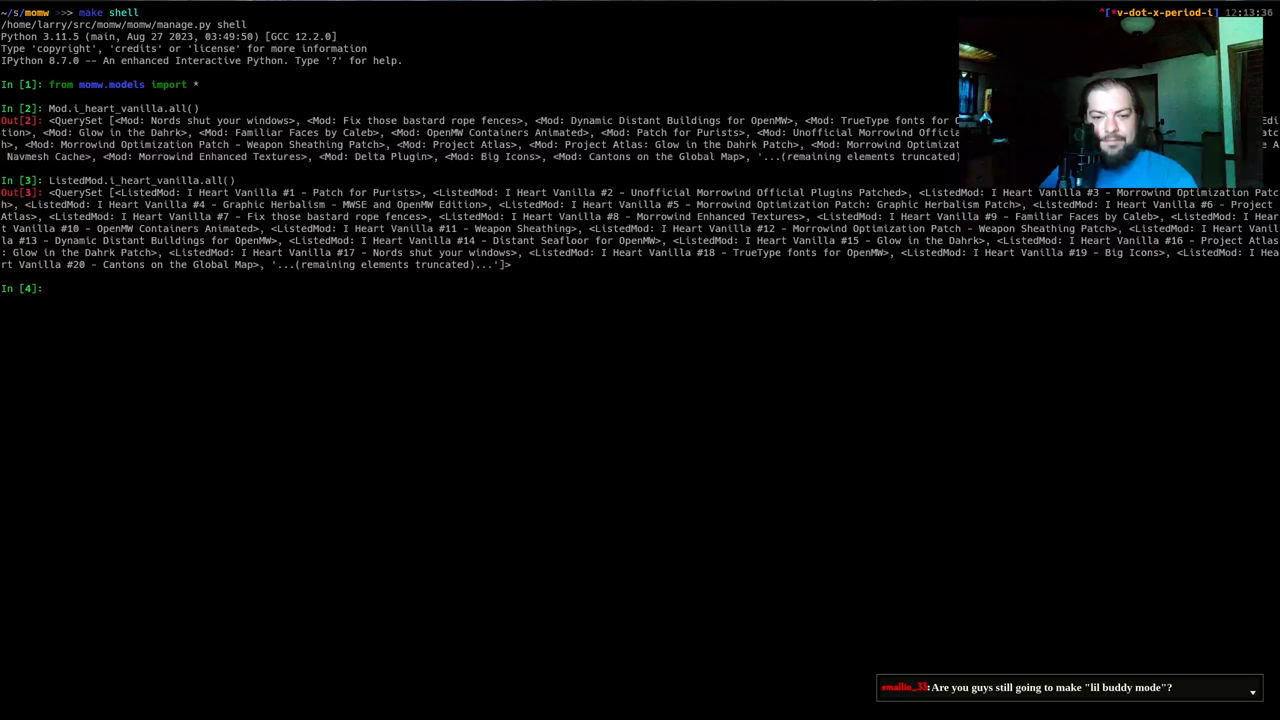 ~/s/momw >>> make shell
^[*v-dot-x-period-i] 12:13:36
/home/larry/src/momw/momw/manage.py shell
Python 3.11.5 (main, Aug 27 2023, 03:49:50) [GCC 12.2.0]
Type 'copyright', 'credits' or 'license' for more information
IPython 8.7.0 -- An enhanced Interactive Python. Type '?' for help.
In [1]: from momw.models import *
In [2]: Mod.i_heart_vanilla.all()
Out[2]: <QuerySet [<Mod: Nords shut your windows>, <Mod: Fix those bastard rope fences>, <Mod: Dynamic Distant Buildings for OpenMW>, <Mod: TrueType fonts for
tion>, <Mod: Glow in the Dahrk>, <Mod: Familiar Faces by Caleb>, <Mod: OpenMW Containers Animated>, <Mod: Patch for Purists>, <Mod: Unofficial Morrowind
h>, <Mod: Morrowind Optimization Patch - Weapon Sheathing Patch>, <Mod: Project Atlas>, <Mod: Project Atlas: Glow in the Dahrk Patch>, <Mod: Morrowind
Navmesh Cache>, <Mod: Morrowind Enhanced Textures>, <Mod: Delta Plugin>, <Mod: Big Icons>, <Mod: Cantons on the Global Map>, '...(remaining elements truncated)
In [3]: ListedMod.i_heart_vanilla.all()
Out[3]: <QuerySet [<ListedMod: I Heart Vanilla #1 - Patch for Purists>, <ListedMod: I Heart Vanilla #2 - Unofficial Morrowind Official Plugins Patched>, <ListedMod: I Heart Vanilla #3 - Morrowind Optimization Patc
h>, <ListedMod: I Heart Vanilla #4 - Graphic Herbalism - MWSE and OpenMW Edition>, <ListedMod: I Heart Vanilla #5 - Morrowind Optimization Patch: Graphic Herbalism Patch>, <ListedMod: I Heart Vanilla #6 - Project
Atlas>, <ListedMod: I Heart Vanilla #7 - Fix those bastard rope fences>, <ListedMod: I Heart Vanilla #8 - Morrowind Enhanced Textures>, <ListedMod: I Heart Vanilla #9 - Familiar Faces by Caleb>, <ListedMod: I Hear
t Vanilla #10 - OpenMW Containers Animated>, <ListedMod: I Heart Vanilla #11 - Weapon Sheathing>, <ListedMod: I Heart Vanilla #12 - Morrowind Optimization Patch - Weapon Sheathing Patch>, <ListedMod: I Heart Vanil
la #13 - Dynamic Distant Buildings for OpenMW>, <ListedMod: I Heart Vanilla #14 - Distant Seafloor for OpenMW>, <ListedMod: I Heart Vanilla #15 - Glow in the Dahrk>, <ListedMod: I Heart Vanilla #16 - Project Atlas
: Glow in the Dahrk Patch>, <ListedMod: I Heart Vanilla #17 - Nords shut your windows>, <ListedMod: I Heart Vanilla #18 - TrueType fonts for OpenMW>, <ListedMod: I Heart Vanilla #19 - Big Icons>, <ListedMod: I Hea
rt Vanilla #20 - Cantons on the Global Map>, '...(remaining elements truncated)...']>
In [4]:
smallie_33:Are you guys still going to make "lil buddy mode"?